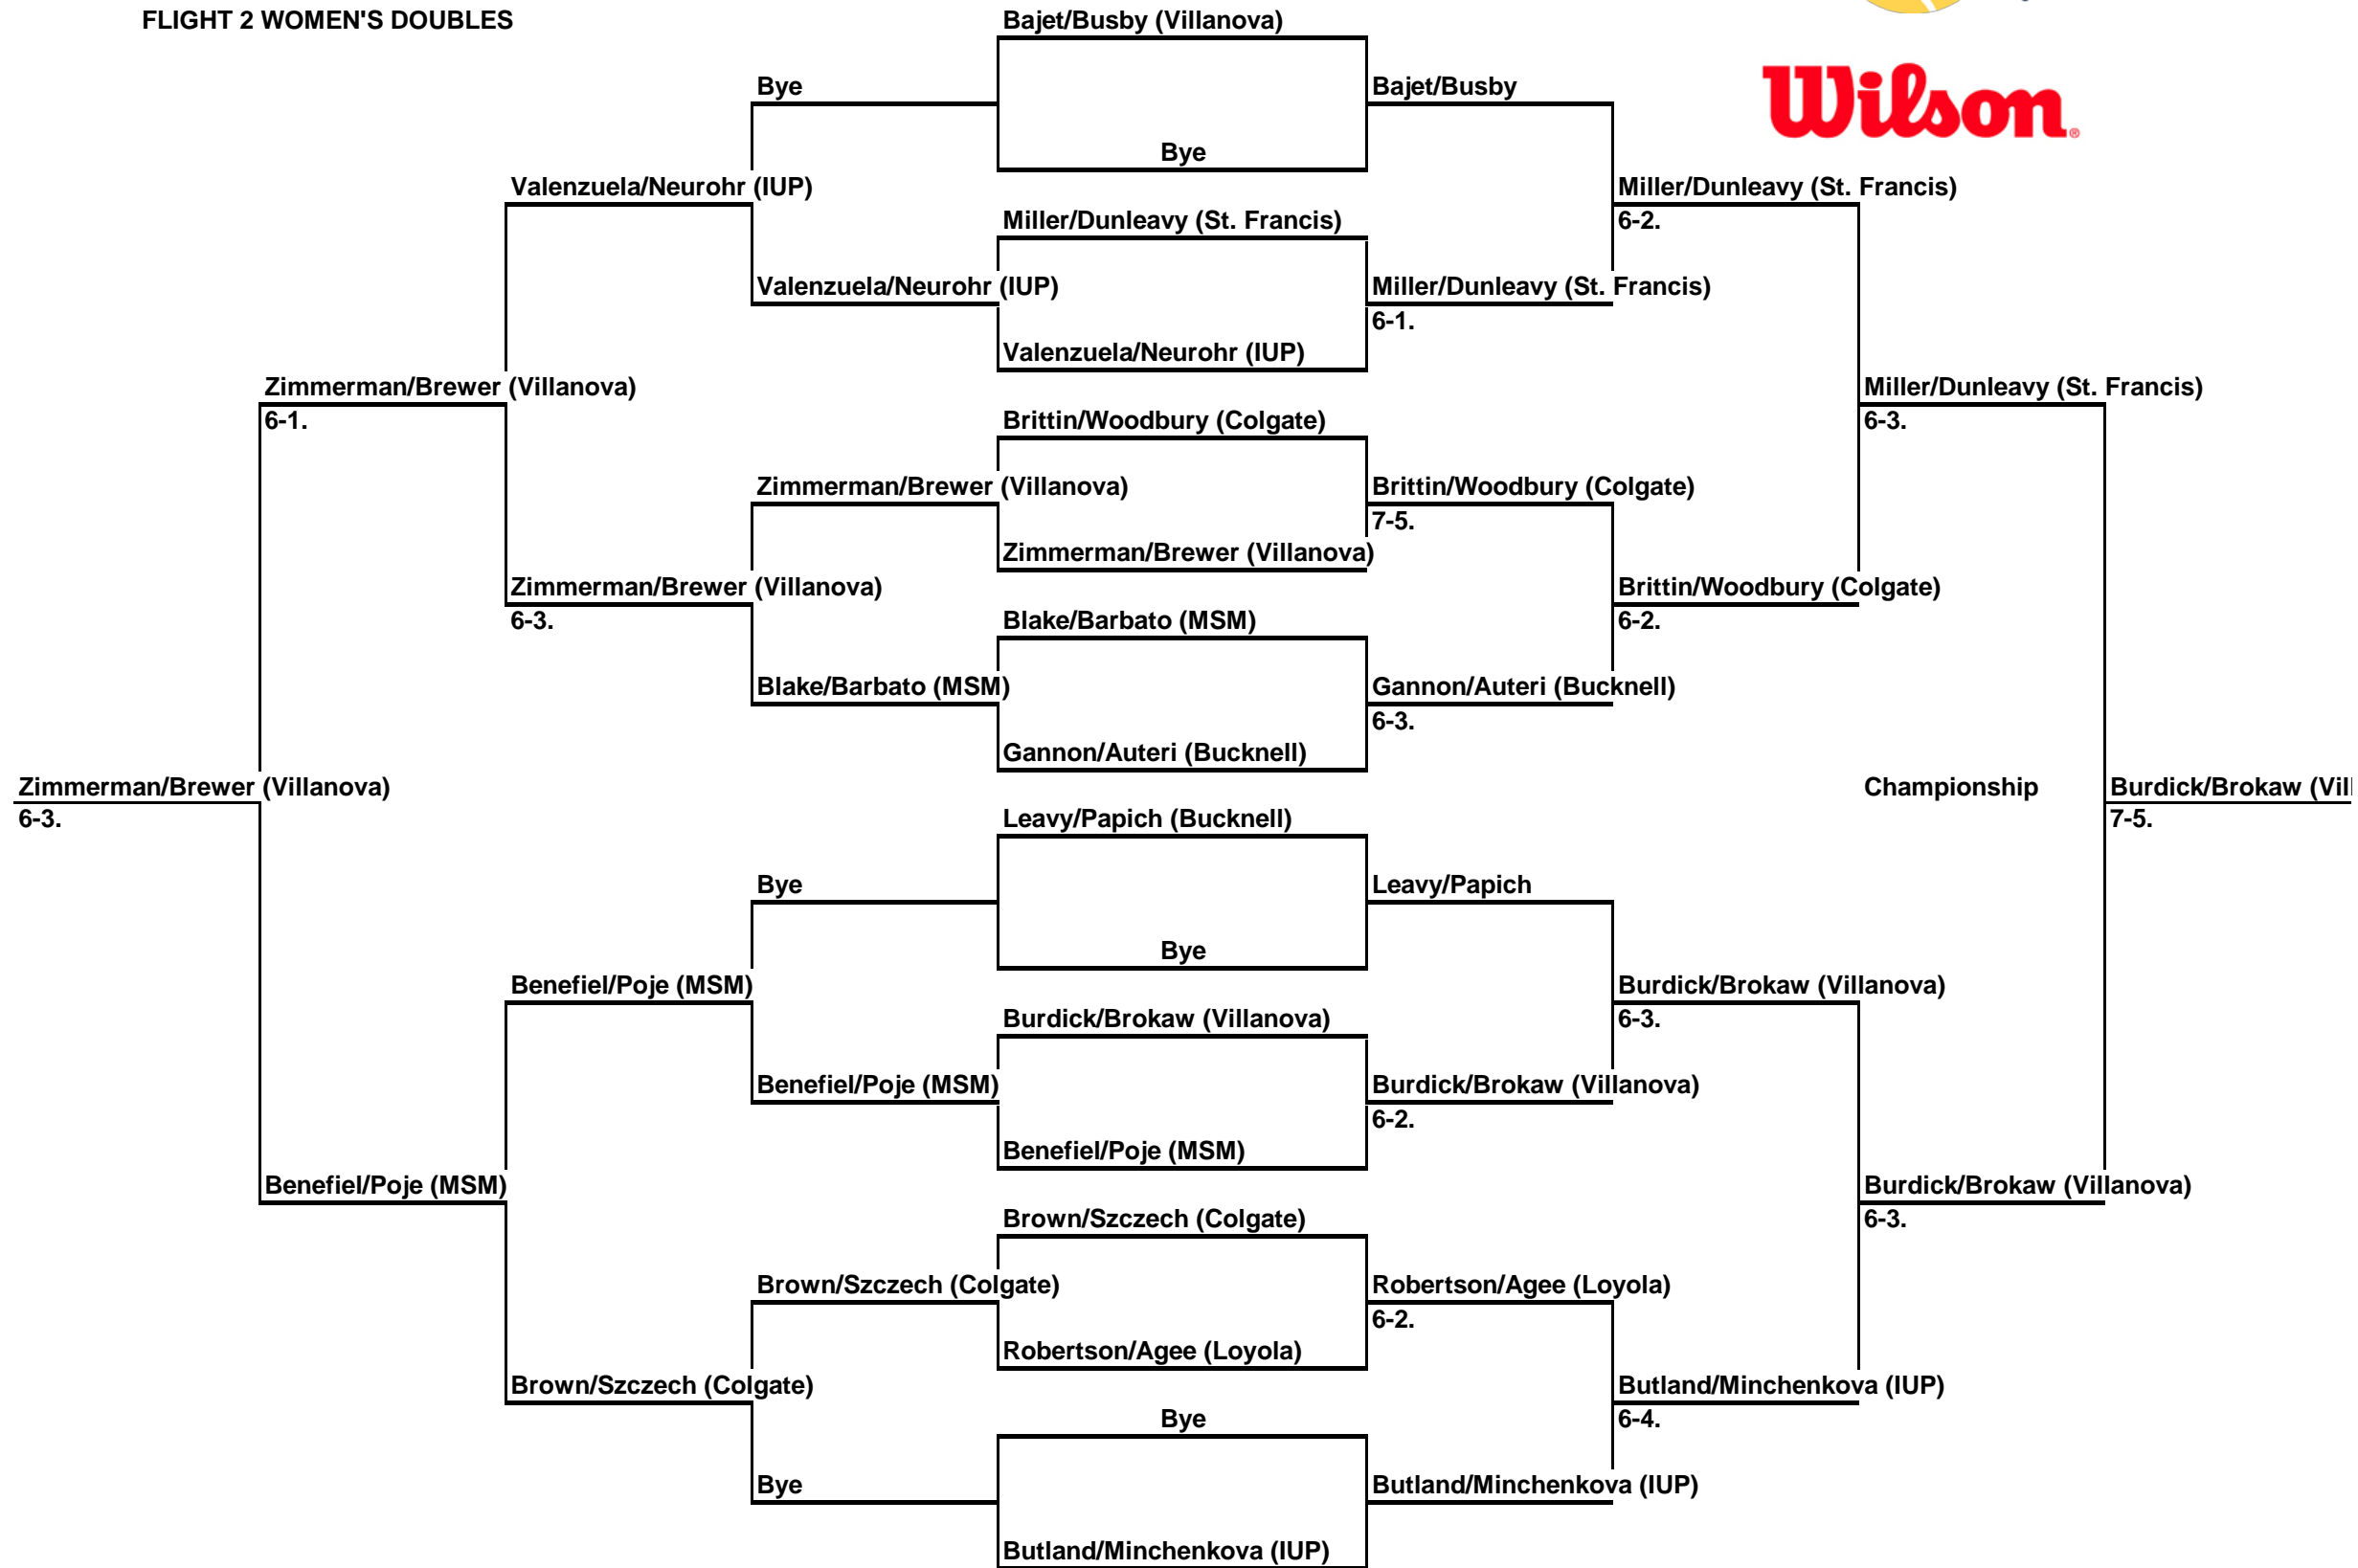 FLIGHT 2 WOMEN'S DOUBLES
Bajet/Busby (Villanova)
Wilson®
Bye
Bajet/Busby
Bye
Valenzuela/Neurohr (IUP)
Miller/Dunleavy (St. Francis)
Miller/Dunleavy (St. Francis)
6-2.
Valenzuela/Neurohr (IUP)
Miller/Dunleavy (St. Francis)
6-1.
Valenzuela/Neurohr (IUP)
Zimmerman/Brewer (Villanova)
6-1.
Miller/Dunleavy (St. Francis)
6-3.
Brittin/Woodbury (Colgate)
Zimmerman/Brewer (Villanova)
Brittin/Woodbury (Colgate)
7-5.
Zimmerman/Brewer (Villanova)
Zimmerman/Brewer (Villanova)
6-3.
Brittin/Woodbury (Colgate)
6-2.
Blake/Barbato (MSM)
Blake/Barbato (MSM)
Gannon/Auteri (Bucknell)
6-3.
Gannon/Auteri (Bucknell)
Zimmerman/Brewer (Villanova)
6-3.
Championship
Burdick/Brokaw (Vil
7-5.
Leavy/Papich (Bucknell)
Bye
Leavy/Papich
Bye
Benefiel/Poje (MSM)
Burdick/Brokaw (Villanova)
6-3.
Burdick/Brokaw (Villanova)
Benefiel/Poje (MSM)
Burdick/Brokaw (Villanova)
6-2.
Benefiel/Poje (MSM)
Benefiel/Poje (MSM)
Burdick/Brokaw (Villanova)
6-3.
Brown/Szczech (Colgate)
Brown/Szczech (Colgate)
Robertson/Agee (Loyola)
6-2.
Robertson/Agee (Loyola)
Brown/Szczech (Colgate)
Butland/Minchenkova (IUP)
6-4.
Bye
Bye
Butland/Minchenkova (IUP)
Butland/Minchenkova (IUP)